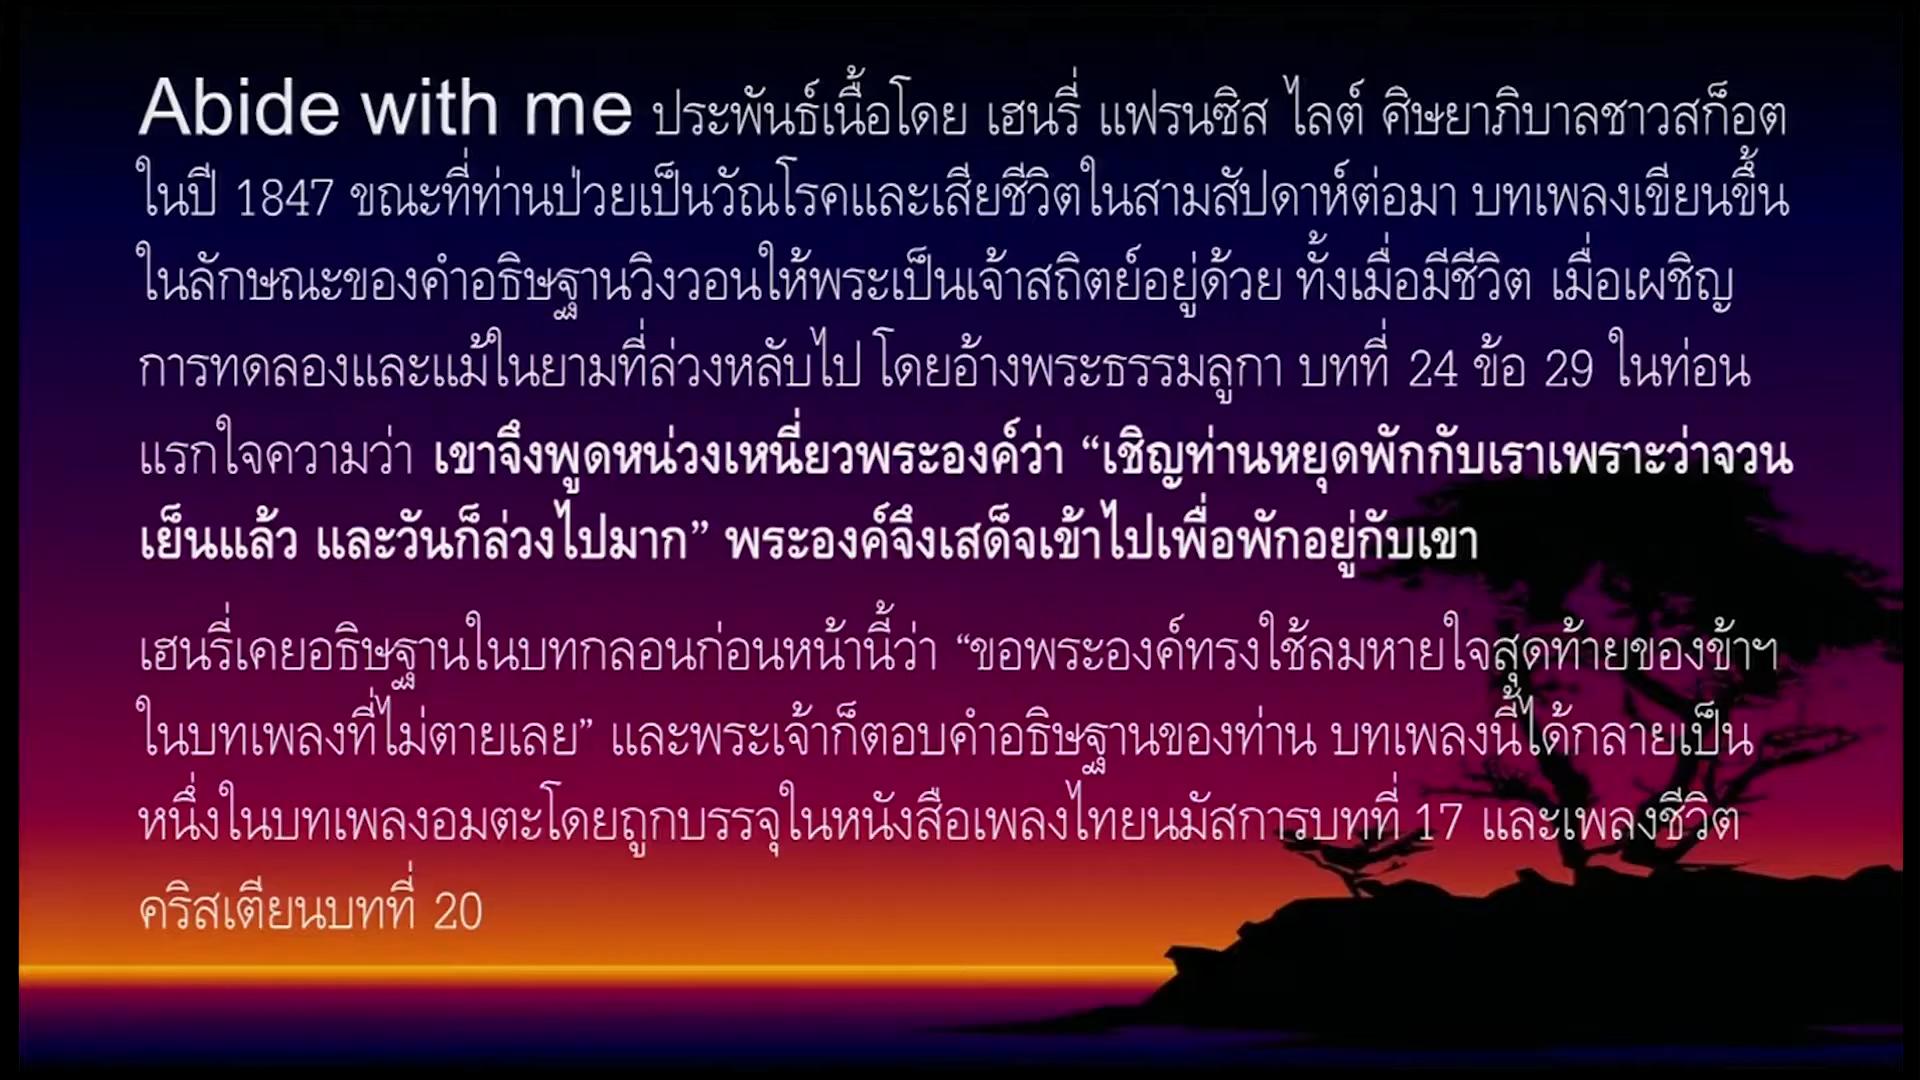 Abide with me ประพันธ์เนื้อโดย เฮนรี่ แฟรนซิส ไลต์ ศิษยาภิบาลชาวสก็อต
ในปี 1847 ขณะที่ท่านป่วยเป็นวัณโรคและเสียชีวิตในสามสัปดาห์ต่อมา บทเพลงเขียนขึ้น
ในลักษณะของคำอธิษฐานวิงวอนให้พระเป็นเจ้าสถิตย์อยู่ด้วย ทั้งเมื่อมีชีวิต เมื่อเผชิญ
การทดลองและแม้ในยามที่ล่วงหลับไป โดยอ้างพระธรรมลูกา บทที่ 24 ข้อ 29 ในท่อน
แรกใจความว่า เขาจึงพูดหน่วงเหนี่ยวพระองค์ว่า “เชิญท่านหยุดพักกับเราเพราะว่าจวน
เย็นแล้ว และวันก็ล่วงไปมาก” พระองค์จึงเสด็จเข้าไปเพื่อพักอยู่กับเขา
เฮนรี่เคยอธิษฐานในบทกลอนก่อนหน้านี้ว่า “ขอพระองค์ทรงใช้ลมหายใจสุดท้ายของข้าฯ
ในบทเพลงที่ไม่ตายเลย” และพระเจ้าก็ตอบคำอธิษฐานของท่าน บทเพลงนี้ได้กลายเป็น
หนึ่งในบทเพลงอมตะโดยถูกบรรจุในหนังสือเพลงไทยนมัสการบทที่ 17 และเพลงชีวิต
คริสเตียนบทที่ 20